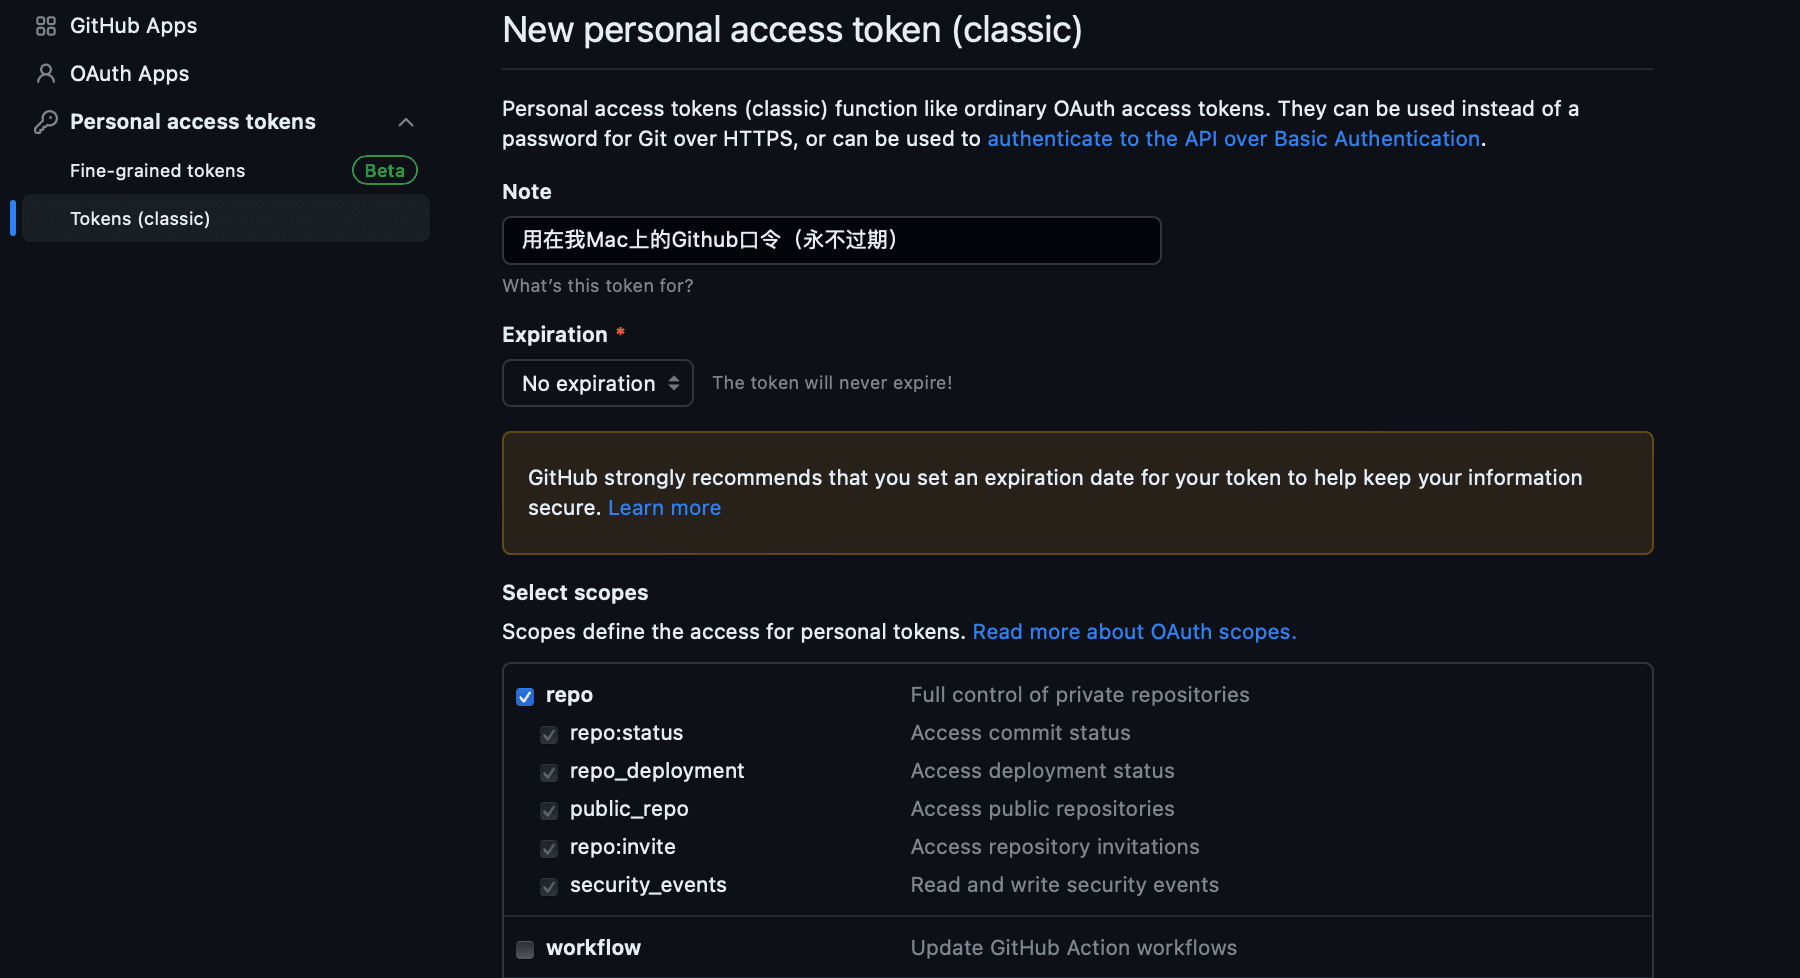 GitHub Apps
OAuth Apps
Personal access tokens
Fine-grained tokens Beta
Tokens (classic)
New personal access token (classic)
Personal access tokens (classic) function like ordinary OAuth access tokens. They can be used instead of a
password for Git over HTTPS, or can be used to authenticate to the API over Basic Authentication.
Note
用在我Mac上的Github口令（永不过期）
What's this token for?
Expiration *
No expiration The token will never expire!
GitHub strongly recommends that you set an expiration date for your token to help keep your information
secure. Learn more
Select scopes
Scopes define the access for personal tokens. Read more about OAuth scopes.
repo Full control of private repositories
repo:status Access commit status
repo_deployment Access deployment status
public_repo Access public repositories
repo:invite Access repository invitations
security_events Read and write security events
workflow Update GitHub Action workflows